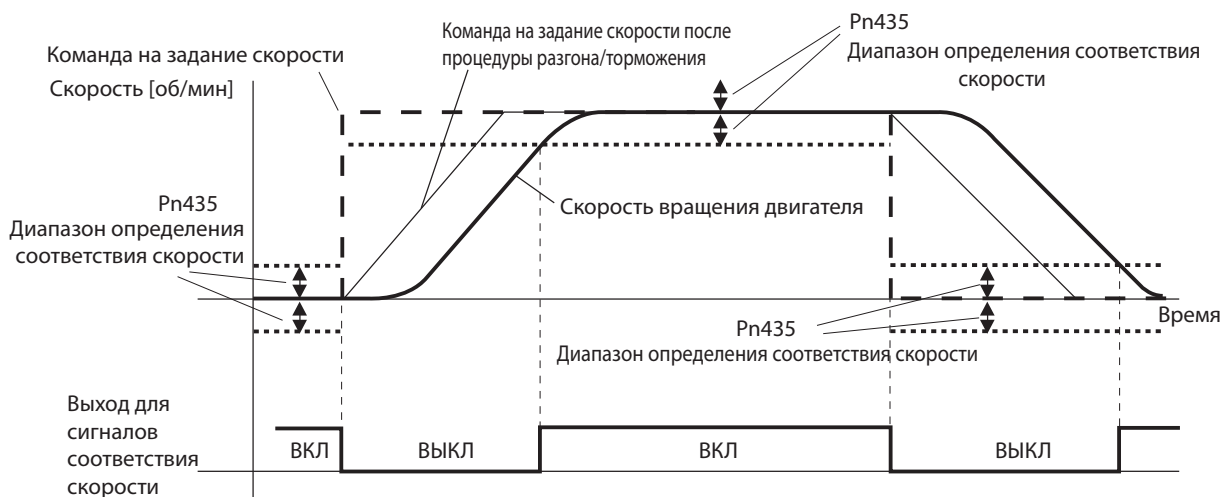 Pn435
Диапазон определения соответствия
скорости
Команда на задание скорости после
процедуры разгона/торможения
Команда на задание скорости
Скорость [об/мин]
Pn435
Диапазон определения
соответствия скорости
Скорость вращения двигателя
Время
Pn435
Диапазон определения соответствия скорости
Выход для
сигналов
соответствия
скорости
ВКЛ
ВЫКЛ
ВКЛ
ВЫКЛ